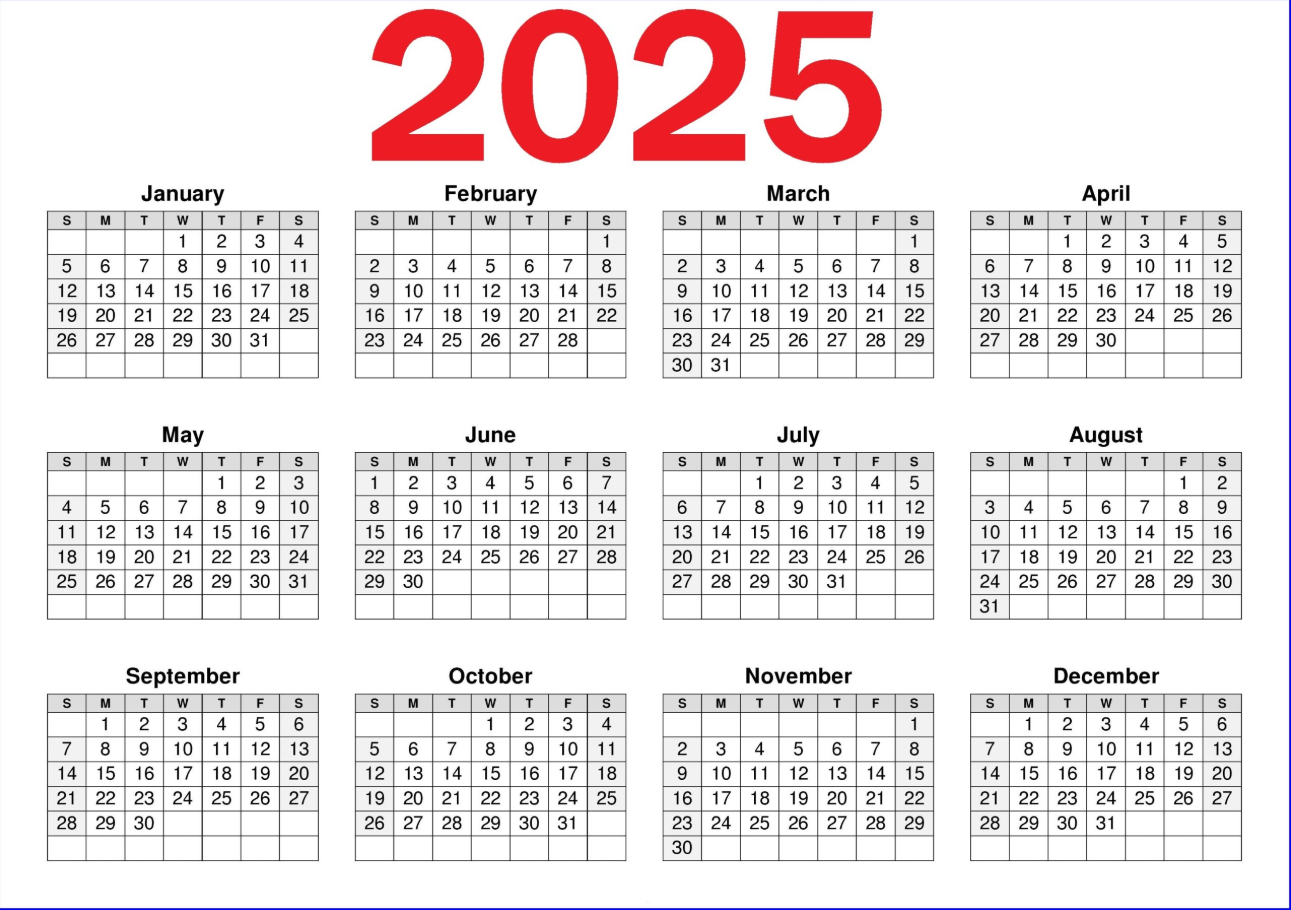 2025
January February March April
S M T W T F S S M T W T F S S M T W T F S S M T W T F S
1 2 3 4 1 1 1 2 3 4 5
5 6 7 8 9 10 11 2 3 4 5 6 7 8 2 3 4 5 6 7 8 6 7 8 9 10 11 12
12 13 14 15 16 17 18 9 10 11 12 13 14 15 9 10 11 12 13 14 15 13 14 15 16 17 18 19
19 20 21 22 23 24 25 16 17 18 19 20 21 22 16 17 18 19 20 21 22 20 21 22 23 24 25 26
26 27 28 29 30 31 23 24 25 26 27 28 23 24 25 26 27 28 29 27 28 29 30
30 31
May June July August
S M T W T F S S M T W T F S S M T W T F S S M T W T F S
1 2 3 1 2 3 4 5 6 7 1 2 3 4 5 1 2
4 5 6 7 8 9 10 8 9 10 11 12 13 14 6 7 8 9 10 11 12 3 4 5 6 7 8 9
11 12 13 14 15 16 17 15 16 17 18 19 20 21 13 14 15 16 17 18 19 10 11 12 13 14 15 16
18 19 20 21 22 23 24 22 23 24 25 26 27 28 20 21 22 23 24 25 26 17 18 19 20 21 22 23
25 26 27 28 29 30 31 29 30 27 28 29 30 31 24 25 26 27 28 29 30
31
September October November December
S M T W T F S S M T W T F S S M T W T F S S M T W T F S
1 2 3 4 5 6 1 2 3 4 1 1 2 3 4 5 6
7 8 9 10 11 12 13 5 6 7 8 9 10 11 2 3 4 5 6 7 8 7 8 9 10 11 12 13
14 15 16 17 18 19 20 12 13 14 15 16 17 18 9 10 11 12 13 14 15 14 15 16 17 18 19 20
21 22 23 24 25 26 27 19 20 21 22 23 24 25 16 17 18 19 20 21 22 21 22 23 24 25 26 27
28 29 30 26 27 28 29 30 31 23 24 25 26 27 28 29 28 29 30 31
30